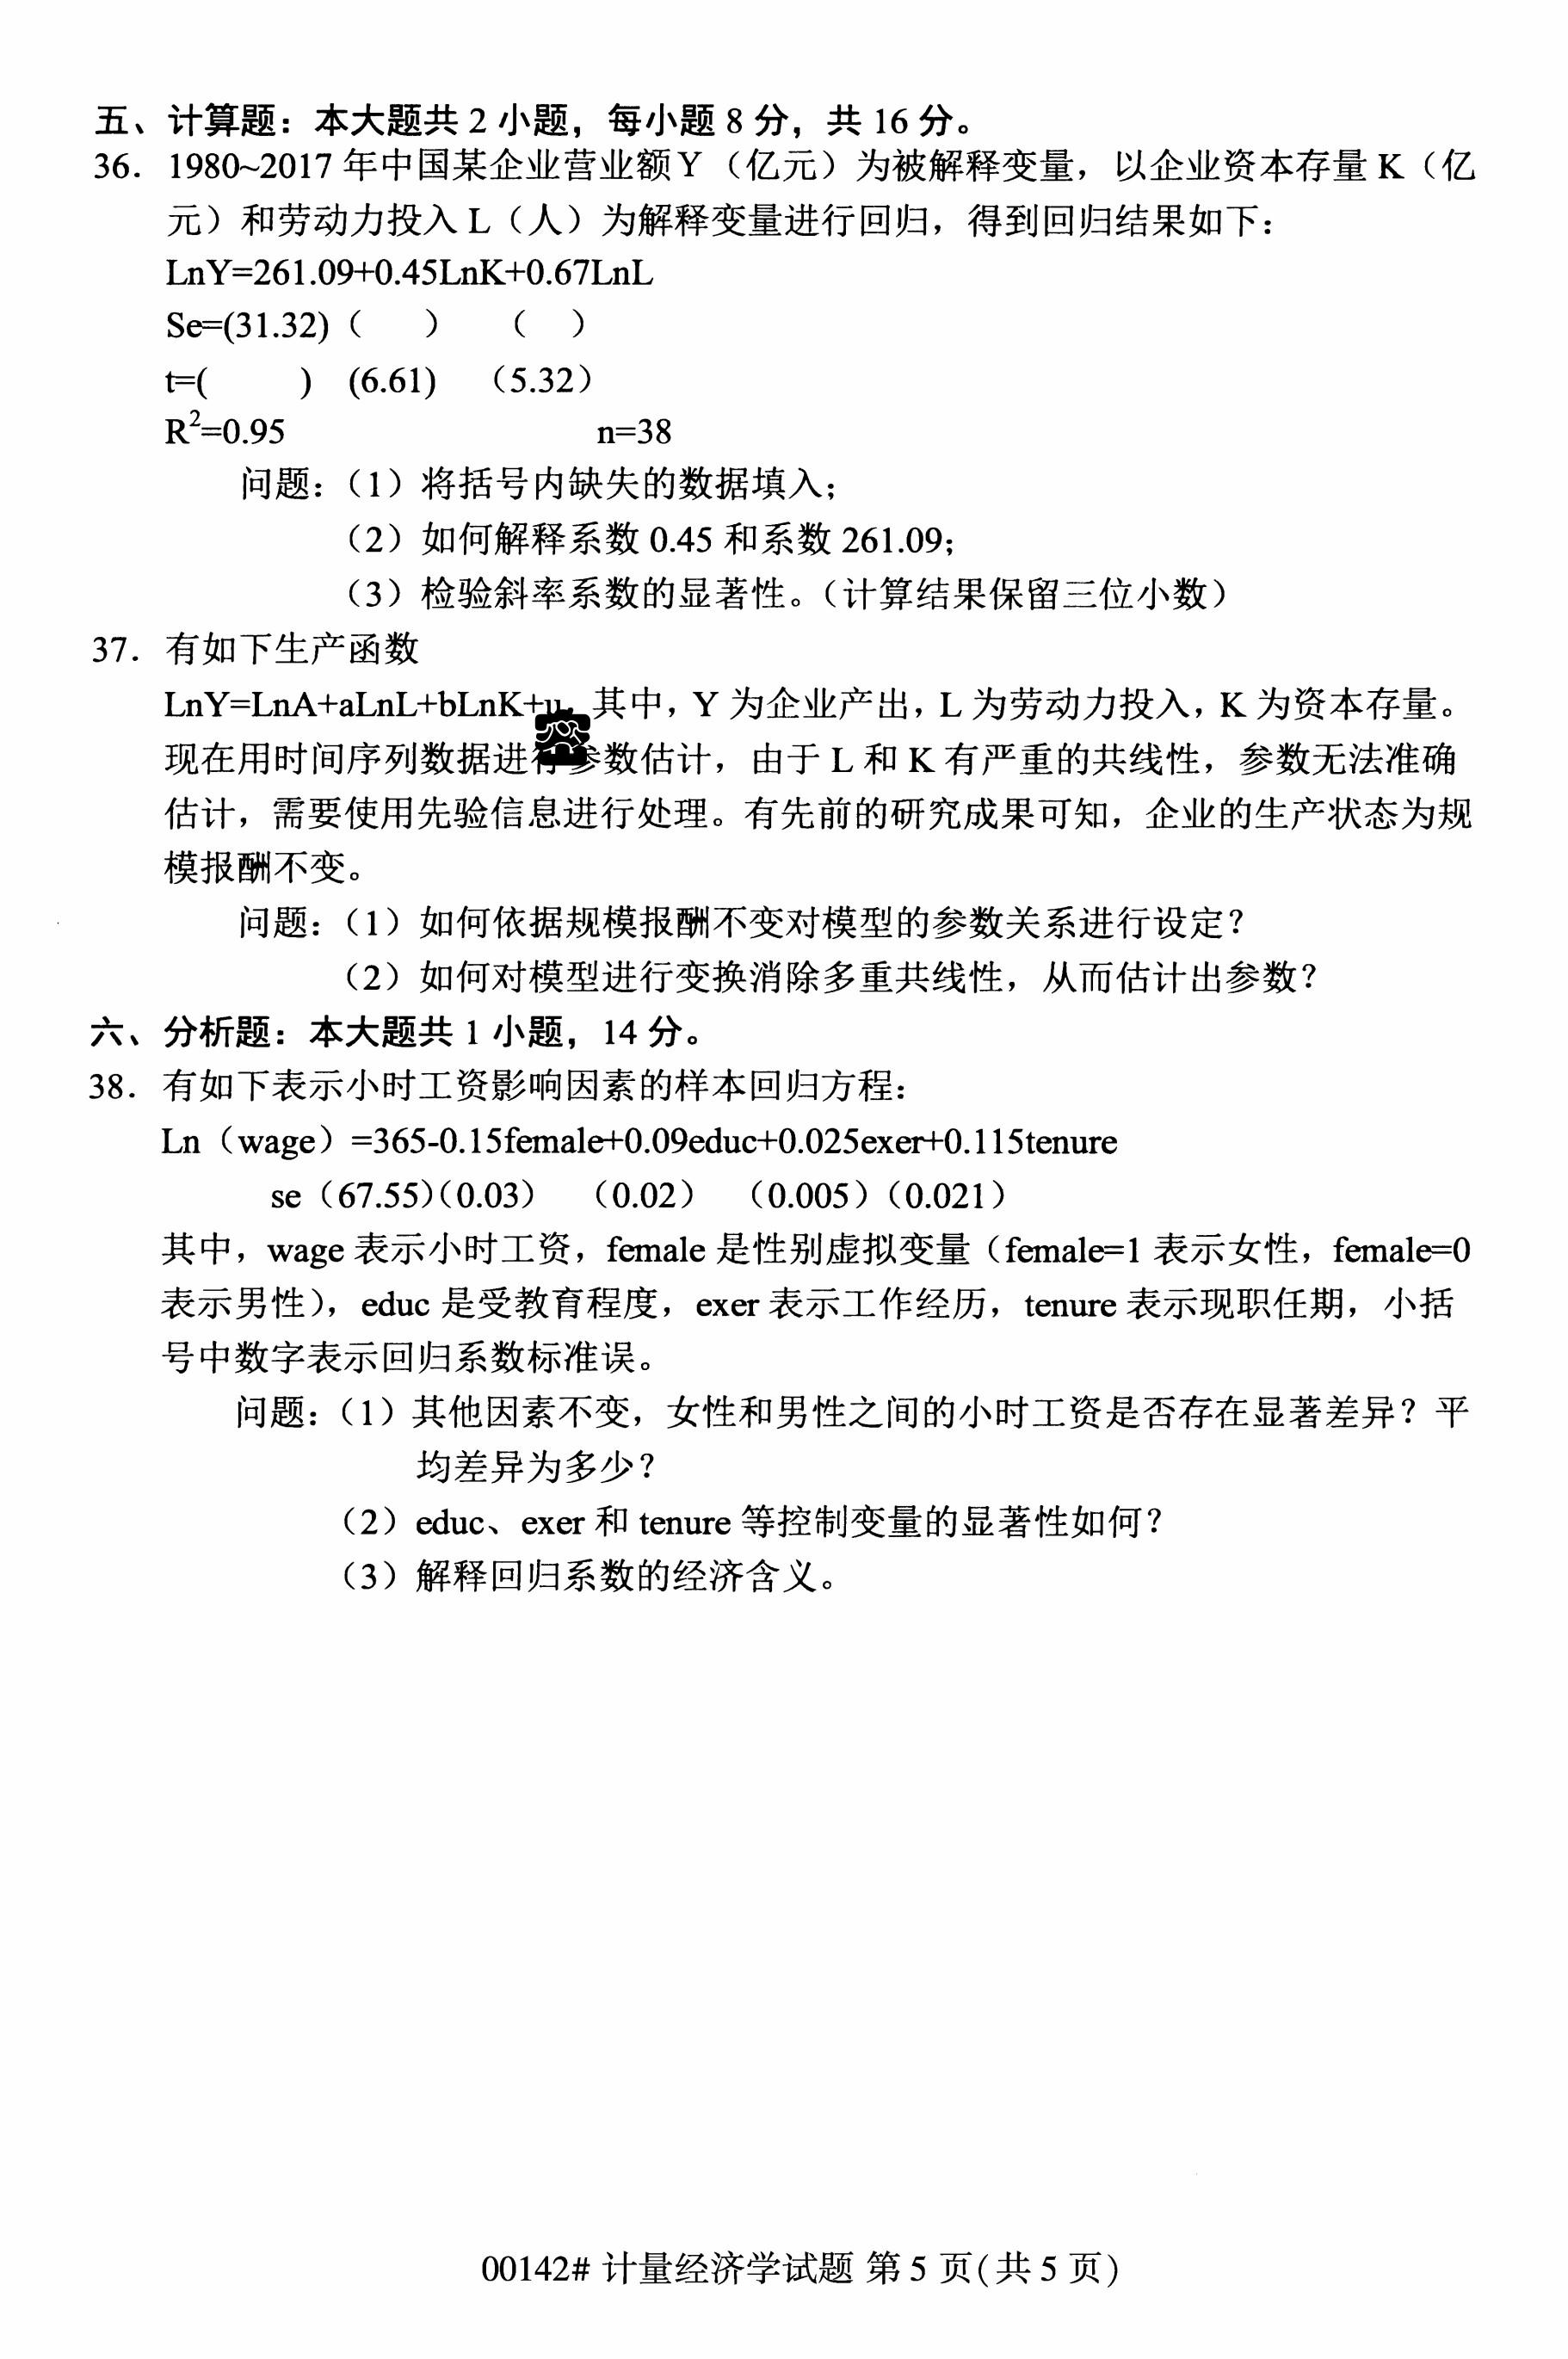 五、计算题：本大题共 2 小题，每小题 8 分，共 16 分。
36. 1980~2017 年中国某企业营业额 Y（亿元）为被解释变量，以企业资本存量 K（亿
元）和劳动力投入 L（人）为解释变量进行回归，得到回归结果如下：
LnY=261.09+0.45LnK+0.67LnL
Se=(31.32)（　　）　（　）
t=(　　)　(6.61)　（5.32）
R²=0.95　　n=38
问题：（1）将括号内缺失的数据填入；
（2）如何解释系数 0.45 和系数 261.09；
（3）检验斜率系数的显著性。（计算结果保留三位小数）
37. 有如下生产函数
LnY=LnA+aLnL+bLnK+u，其中，Y 为企业产出，L 为劳动力投入，K 为资本存量。
现在用时间序列数据进行参数估计，由于 L 和 K 有严重的共线性，参数无法准确
估计，需要使用先验信息进行处理。有先前的研究成果可知，企业的生产状态为规
模报酬不变。
问题：（1）如何依据规模报酬不变对模型的参数关系进行设定？
（2）如何对模型进行变换消除多重共线性，从而估计出参数？
六、分析题：本大题共 1 小题，14 分。
38. 有如下表示小时工资影响因素的样本回归方程：
Ln（wage）=365-0.15female+0.09educ+0.025exer+0.115tenure
se（67.55）（0.03）　（0.02）　（0.005）（0.021）
其中，wage 表示小时工资，female 是性别虚拟变量（female=1 表示女性，female=0
表示男性），educ 是受教育程度，exer 表示工作经历，tenure 表示现职任期，小括
号中数字表示回归系数标准误。
问题：（1）其他因素不变，女性和男性之间的小时工资是否存在显著差异？平
均差异为多少？
（2）educ、exer 和 tenure 等控制变量的显著性如何？
（3）解释回归系数的经济含义。
00142# 计量经济学试题 第 5 页(共 5 页)